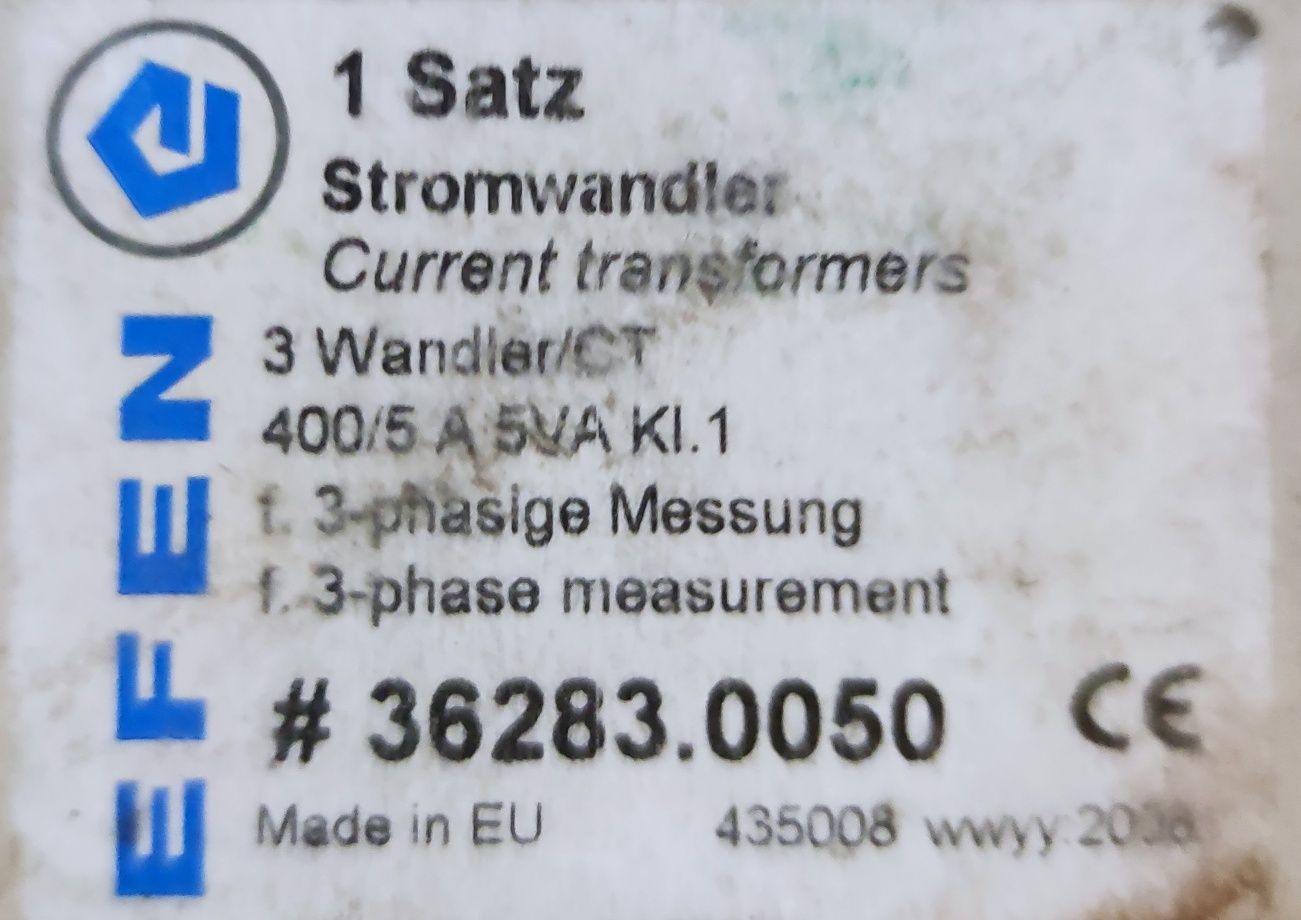 EFEN
1 Satz
Stromwandler
Current transformers
3 Wandler/CT
400/5 A 5VA Kl.1
f. 3-phasige Messung
f. 3-phase measurement
# 36283.0050
CE
Made in EU
435008